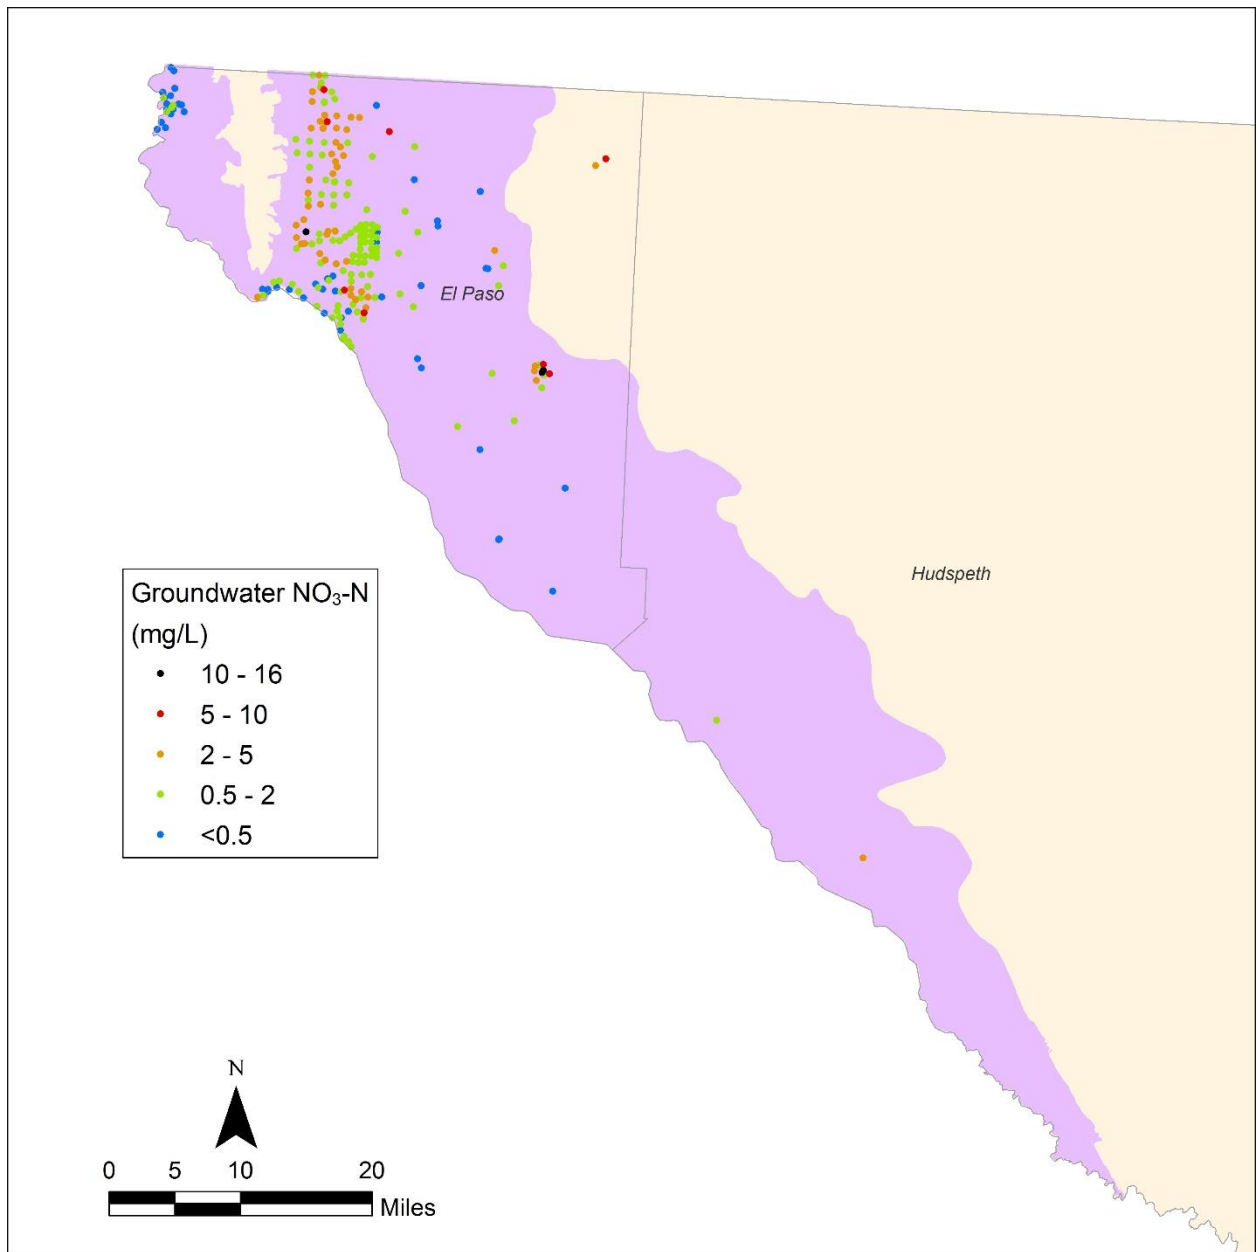 El Paso
Hudspeth
Groundwater NO₃-N
(mg/L)
10 - 16
5 - 10
2 - 5
0.5 - 2
<0.5
N
0 5 10 20
Miles